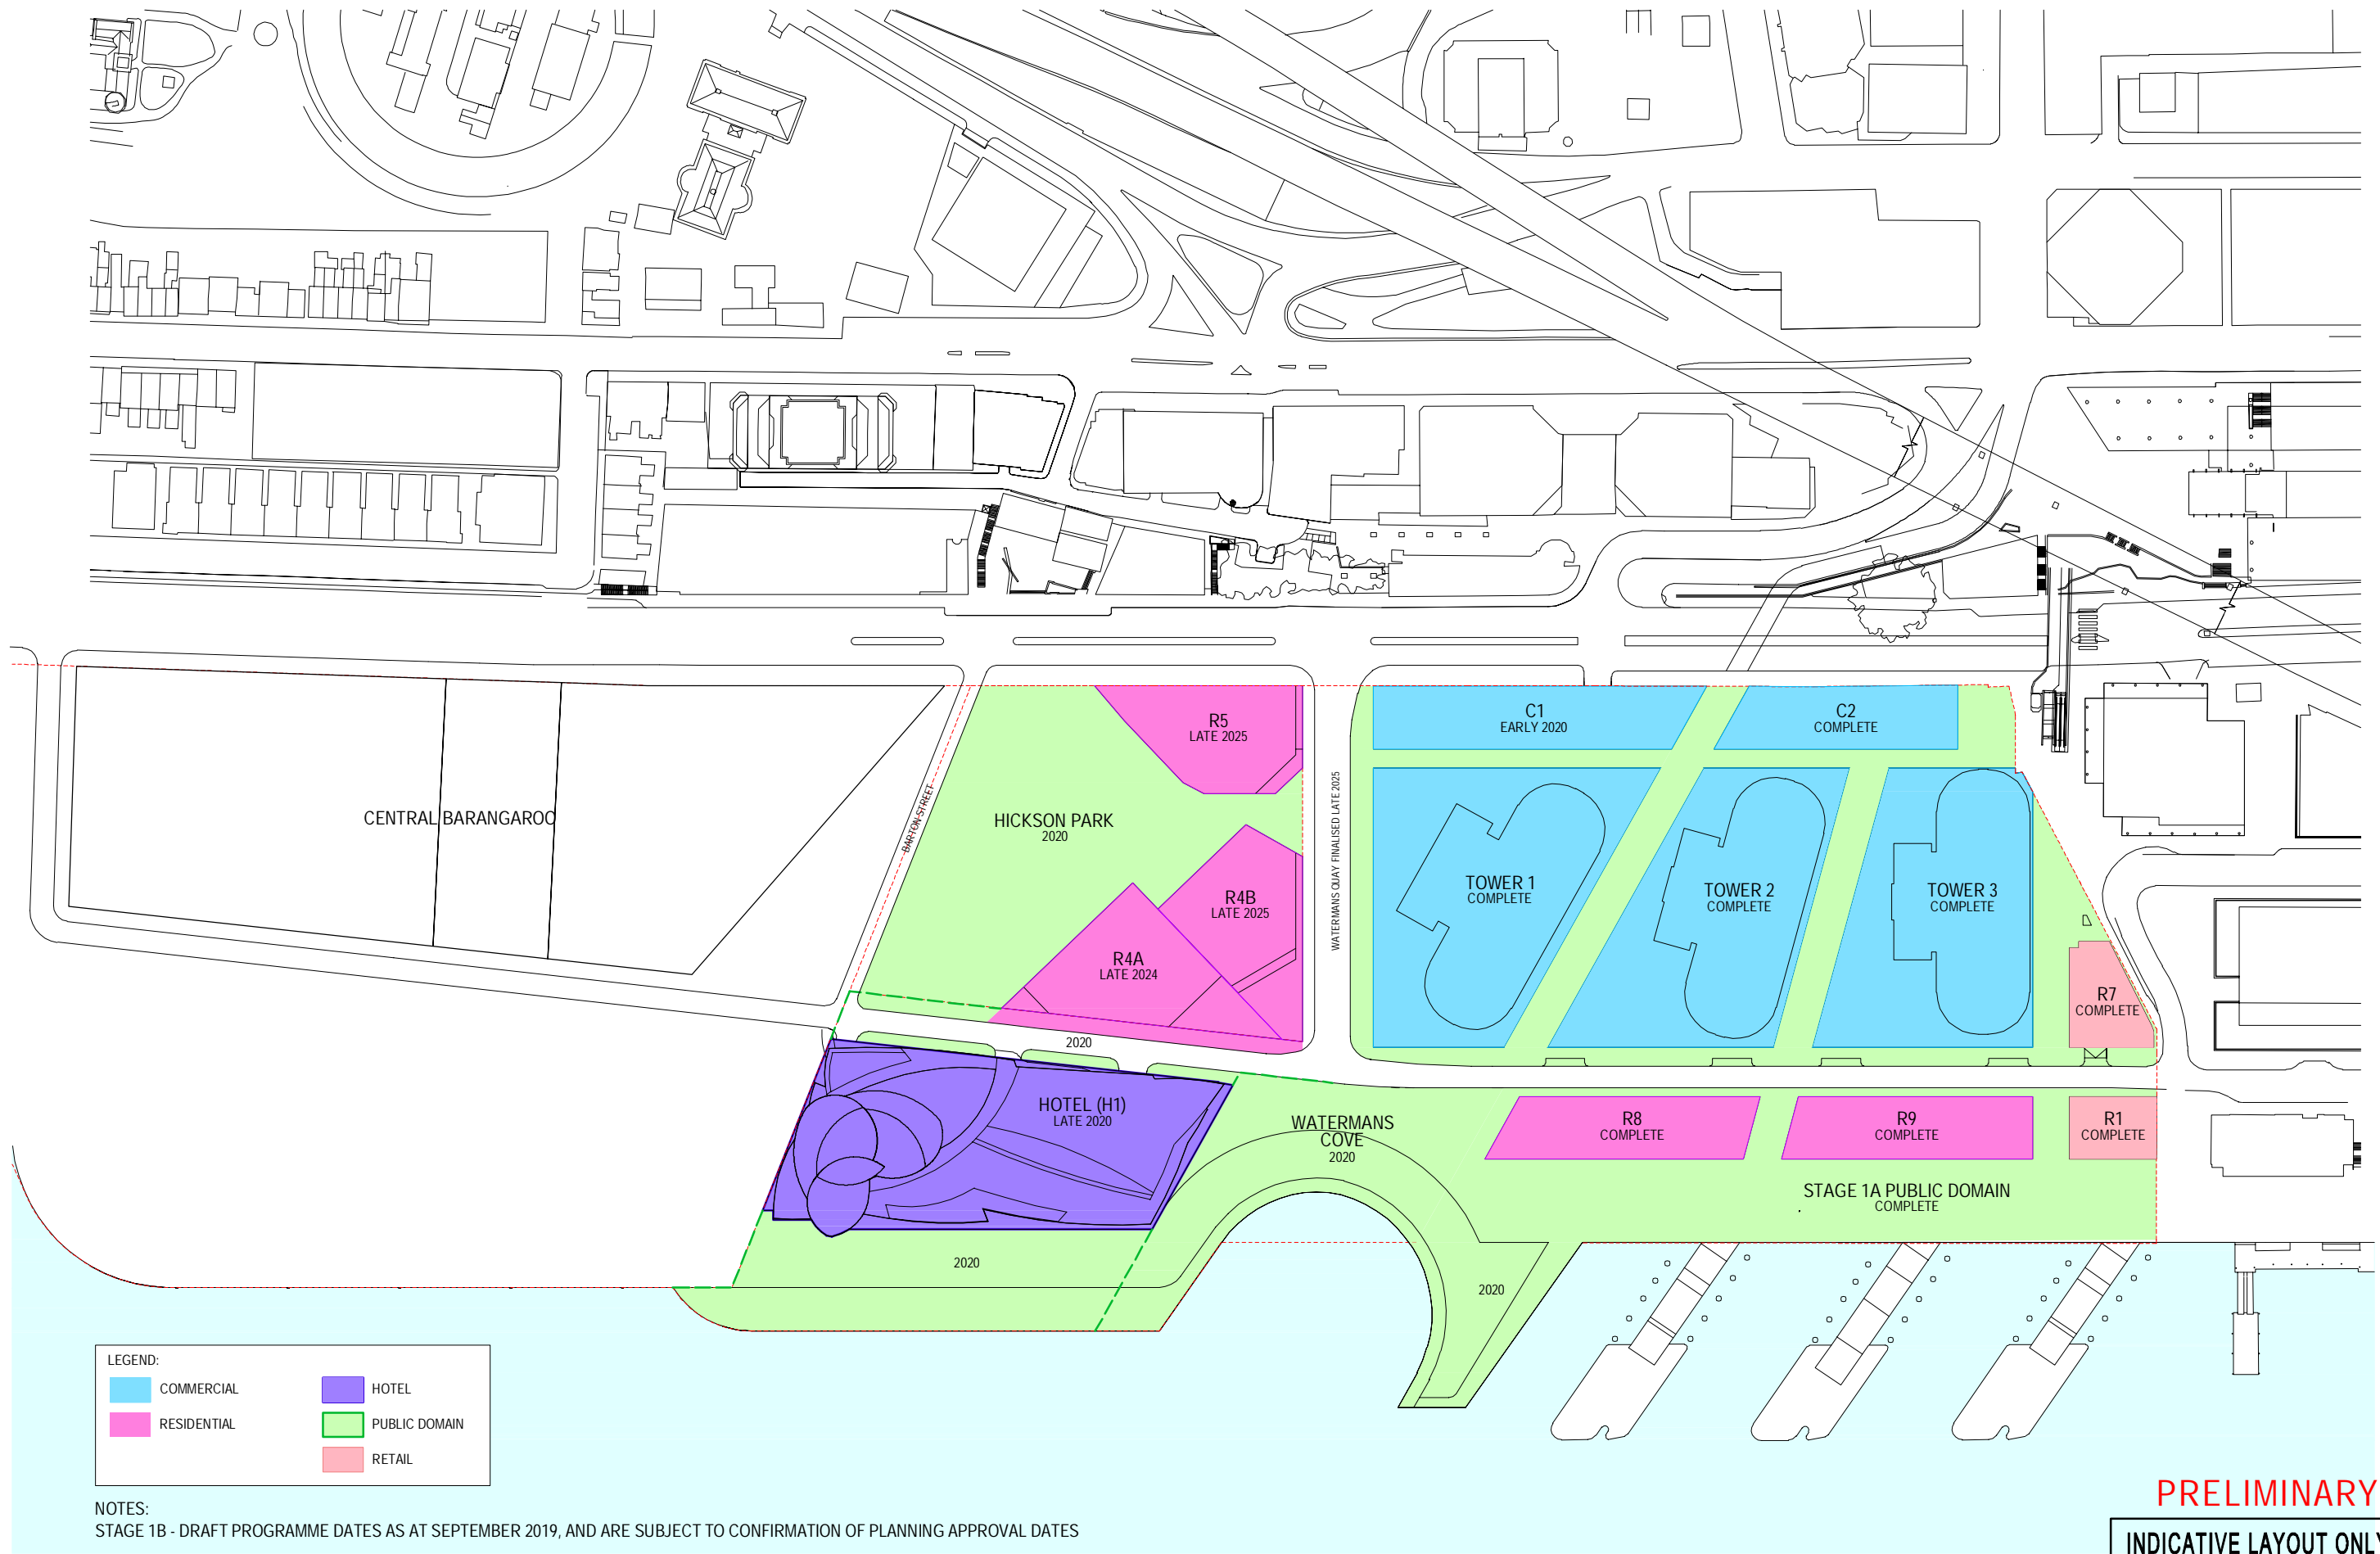 R5
LATE 2025
C1
EARLY 2020
C2
COMPLETE
CENTRAL BARANGAROO
BARTON STREET
HICKSON PARK
2020
WATERMANS QUAY FINALISED LATE 2025
R4B
LATE 2025
R4A
LATE 2024
TOWER 1
COMPLETE
TOWER 2
COMPLETE
TOWER 3
COMPLETE
R7
COMPLETE
2020
HOTEL (H1)
LATE 2020
WATERMANS
COVE
2020
R8
COMPLETE
R9
COMPLETE
R1
COMPLETE
STAGE 1A PUBLIC DOMAIN
COMPLETE
2020
2020
LEGEND:
COMMERCIAL
HOTEL
RESIDENTIAL
PUBLIC DOMAIN
RETAIL
NOTES:
STAGE 1B - DRAFT PROGRAMME DATES AS AT SEPTEMBER 2019, AND ARE SUBJECT TO CONFIRMATION OF PLANNING APPROVAL DATES
PRELIMINARY
INDICATIVE LAYOUT ONLY